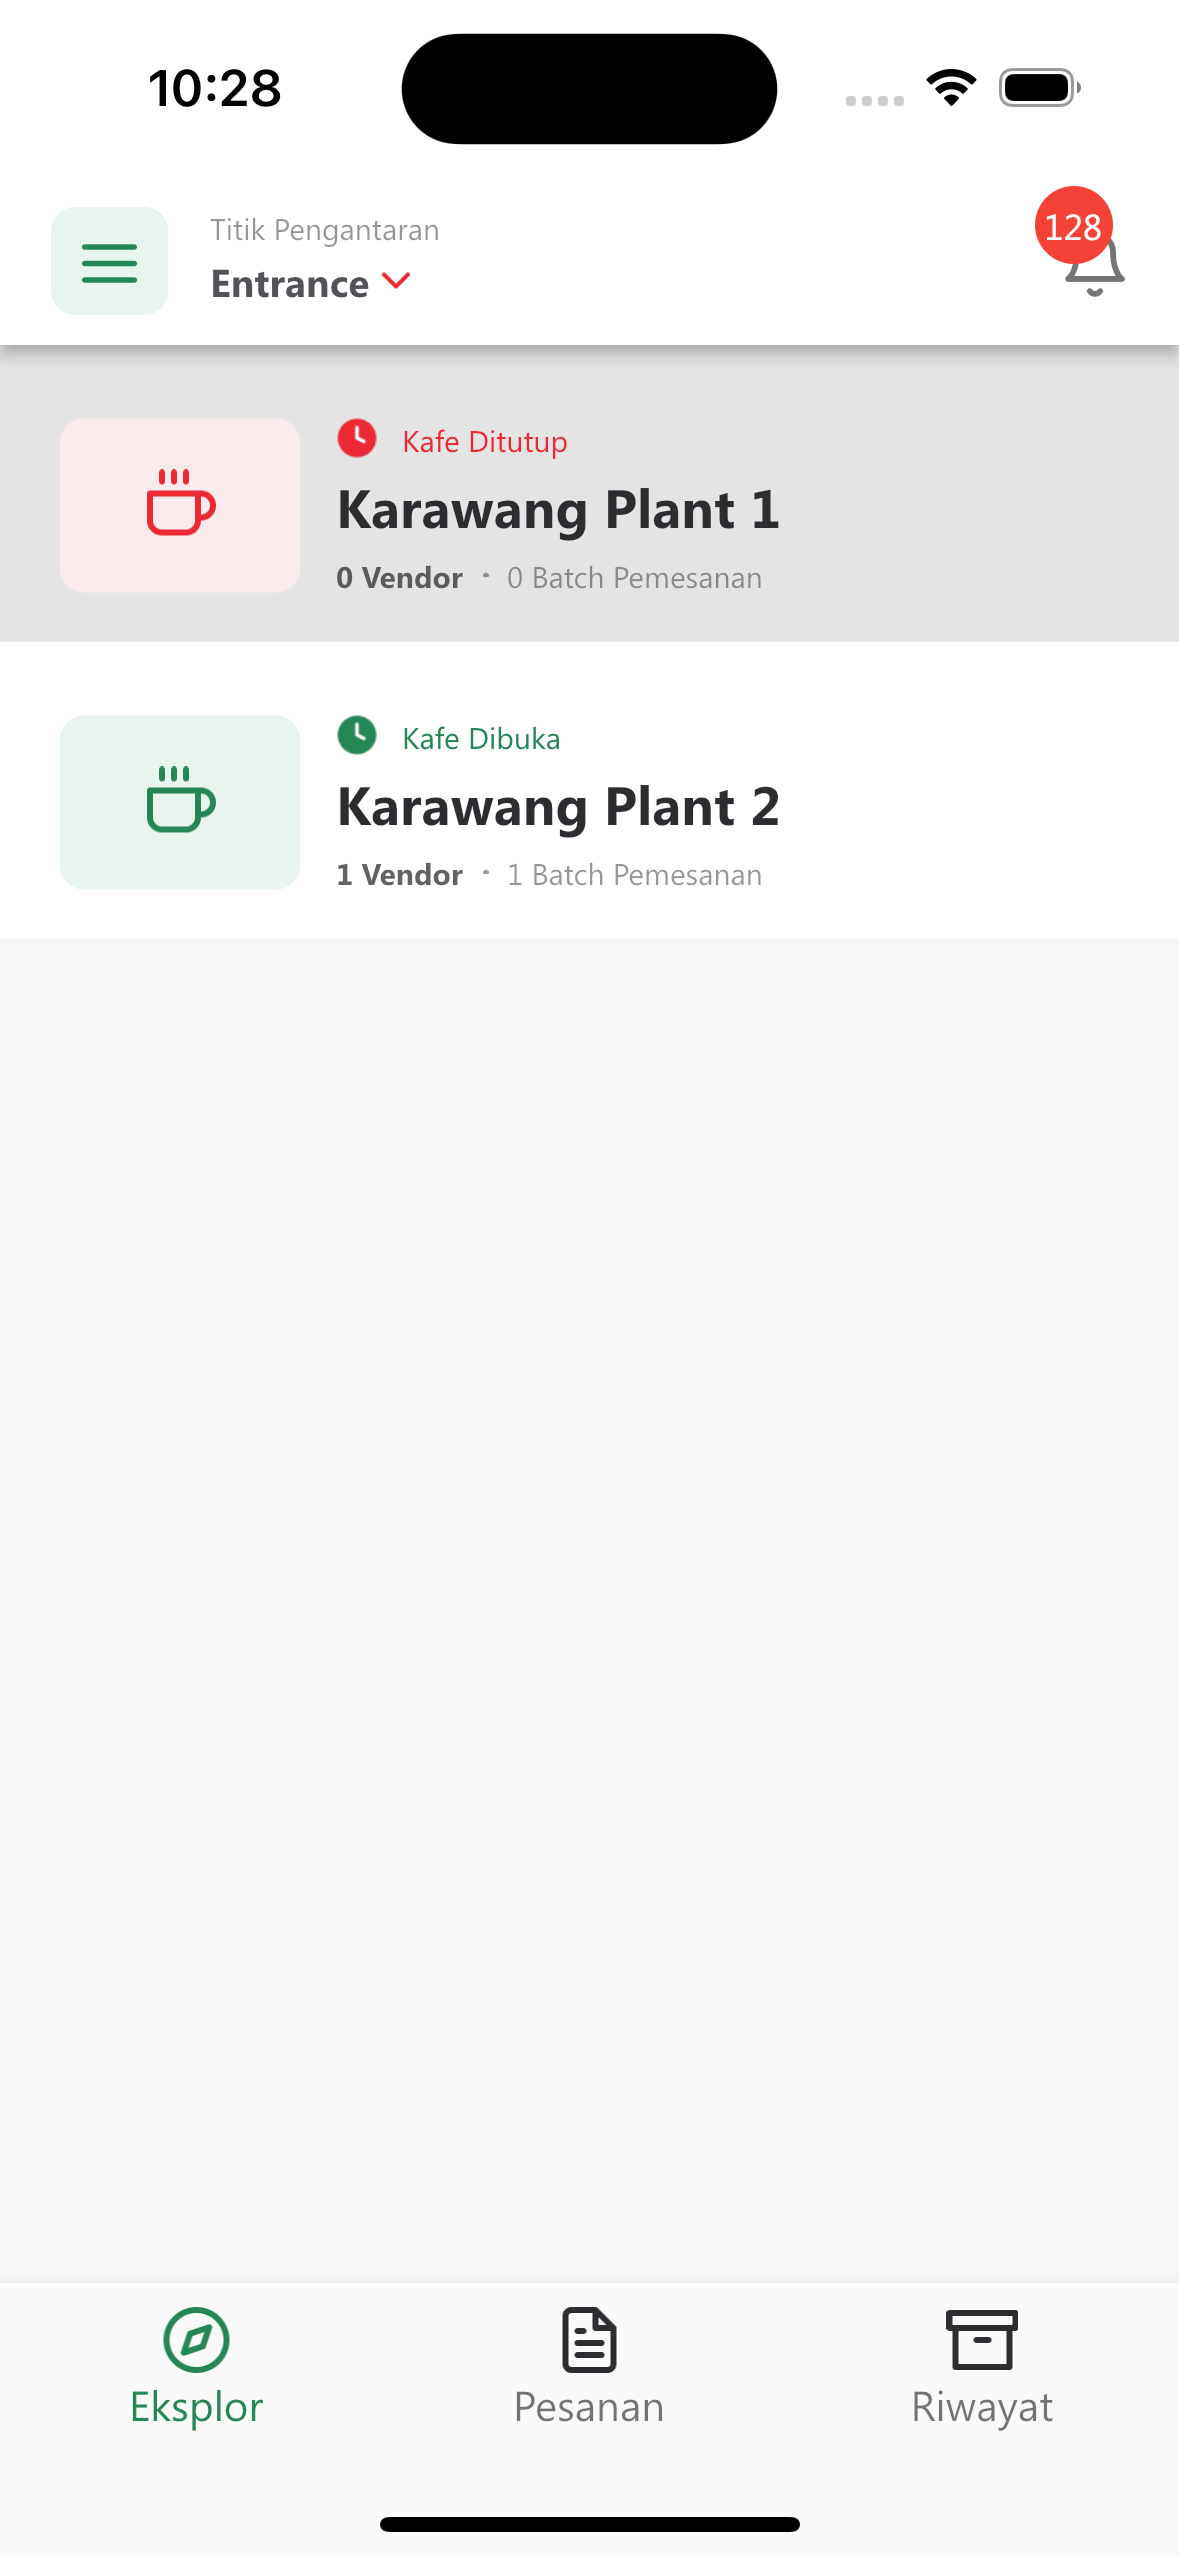 10:28
Titik Pengantaran
Entrance
128
Kafe Ditutup
Karawang Plant 1
0 Vendor · 0 Batch Pemesanan
Kafe Dibuka
Karawang Plant 2
1 Vendor · 1 Batch Pemesanan
Eksplor
Pesanan
Riwayat